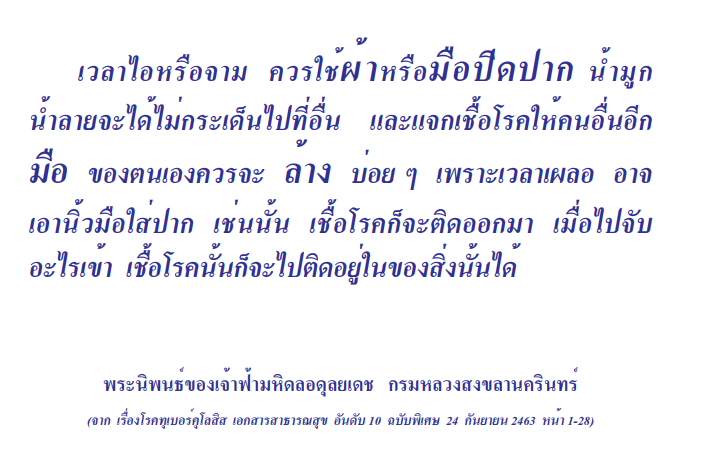 เวลาไอหรือจาม ควรใช้ผ้าหรือมือปิดปาก น้ำมูก
น้ำลายจะได้ไม่กระเด็นไปที่อื่น และแจกเชื้อโรคให้คนอื่นอีก
มือ ของตนเองควรจะ ล้าง บ่อย ๆ เพราะเวลาเผลอ อาจ
เอานิ้วมือใส่ปาก เช่นนั้น เชื้อโรคก็จะติดออกมา เมื่อไปจับ
อะไรเข้า เชื้อโรคนั้นก็จะไปติดอยู่ในของสิ่งนั้นได้
พระนิพนธ์ของเจ้าฟ้ามหิดลอดุลยเดช กรมหลวงสงขลานครินทร์
(จาก เรื่องโรคทุเบอร์คุโลสิส เอกสารสาธารณสุข อันดับ 10 ฉบับพิเศษ 24 กันยายน 2463 หน้า 1-28)